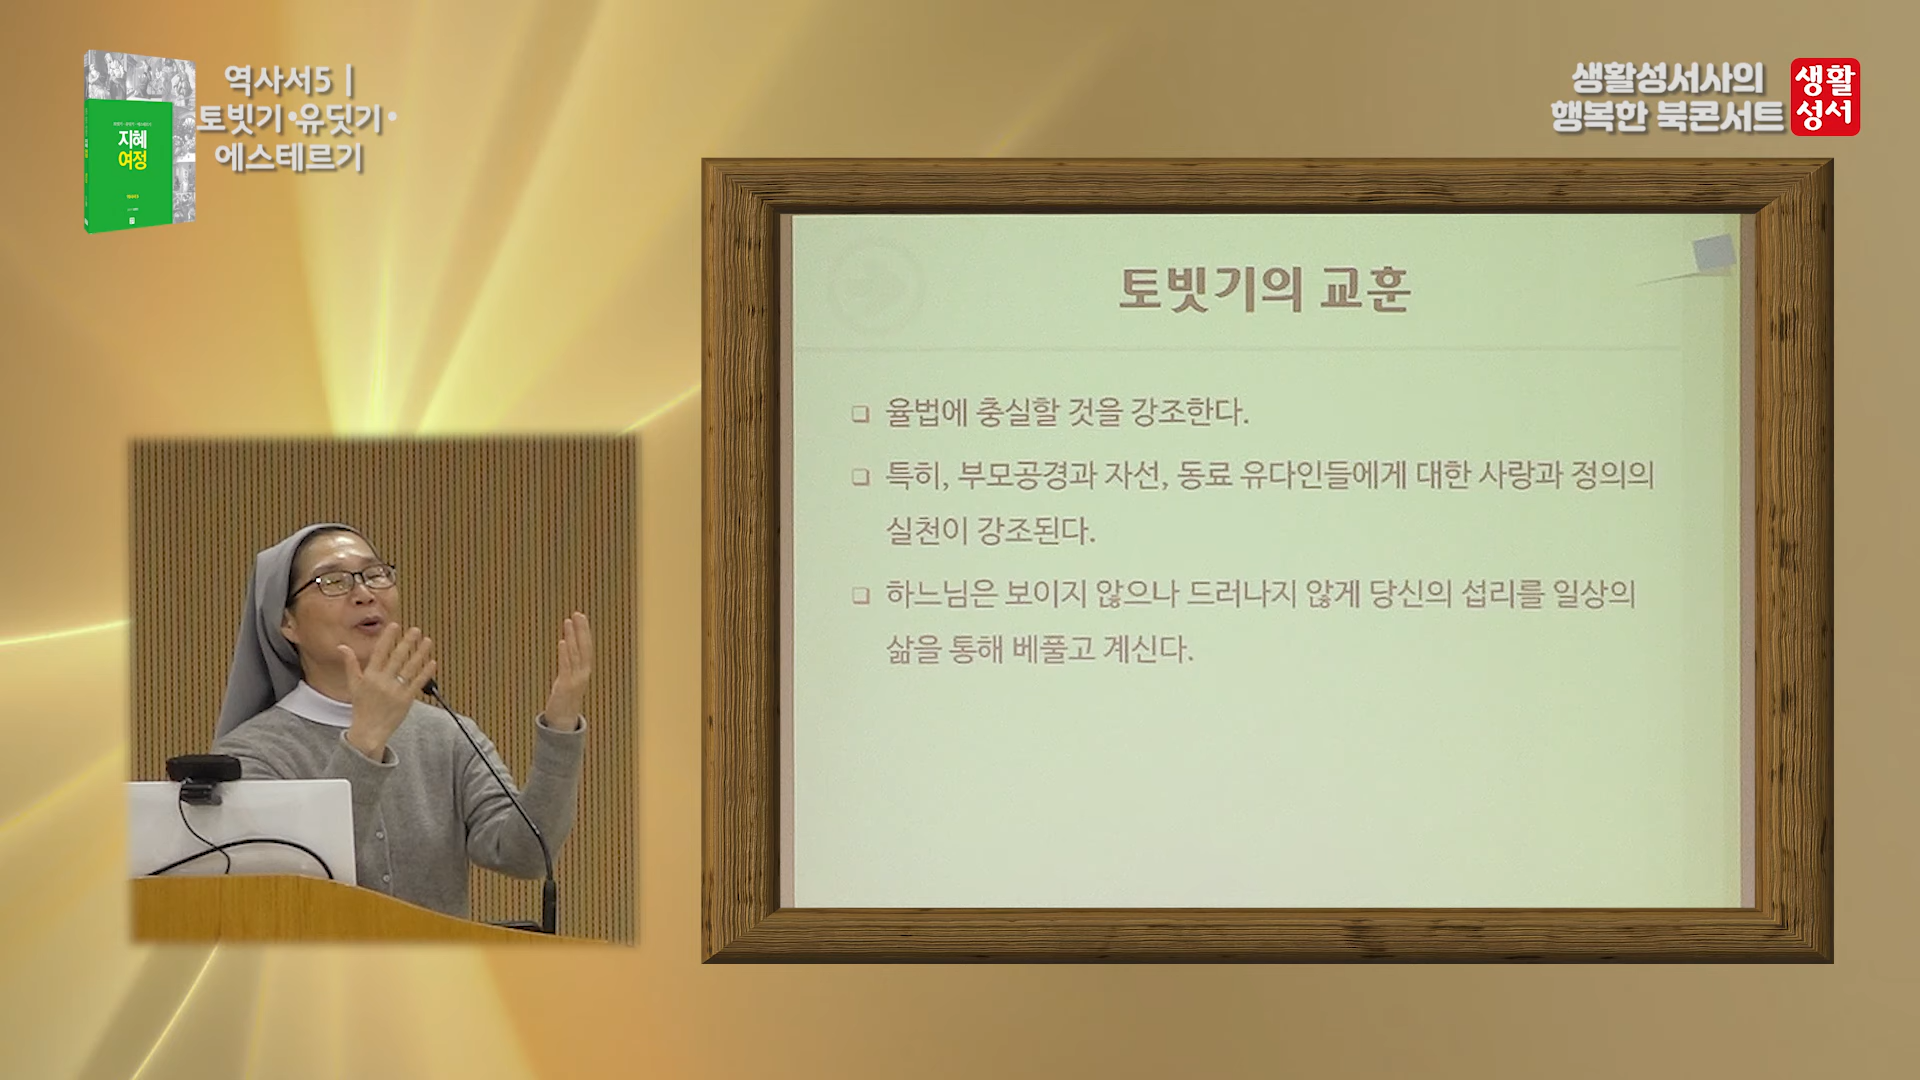 역사서5 |
토빗기·유딧기·
에스테르기
지혜
여정
생활성서사의
행복한 북콘서트
생활
성서
토빗기의 교훈
❑ 율법에 충실할 것을 강조한다.
❑ 특히, 부모공경과 자선, 동료 유다인들에게 대한 사랑과 정의의
실천이 강조된다.
❑ 하느님은 보이지 않으나 드러나지 않게 당신의 섭리를 일상의
삶을 통해 베풀고 계신다.